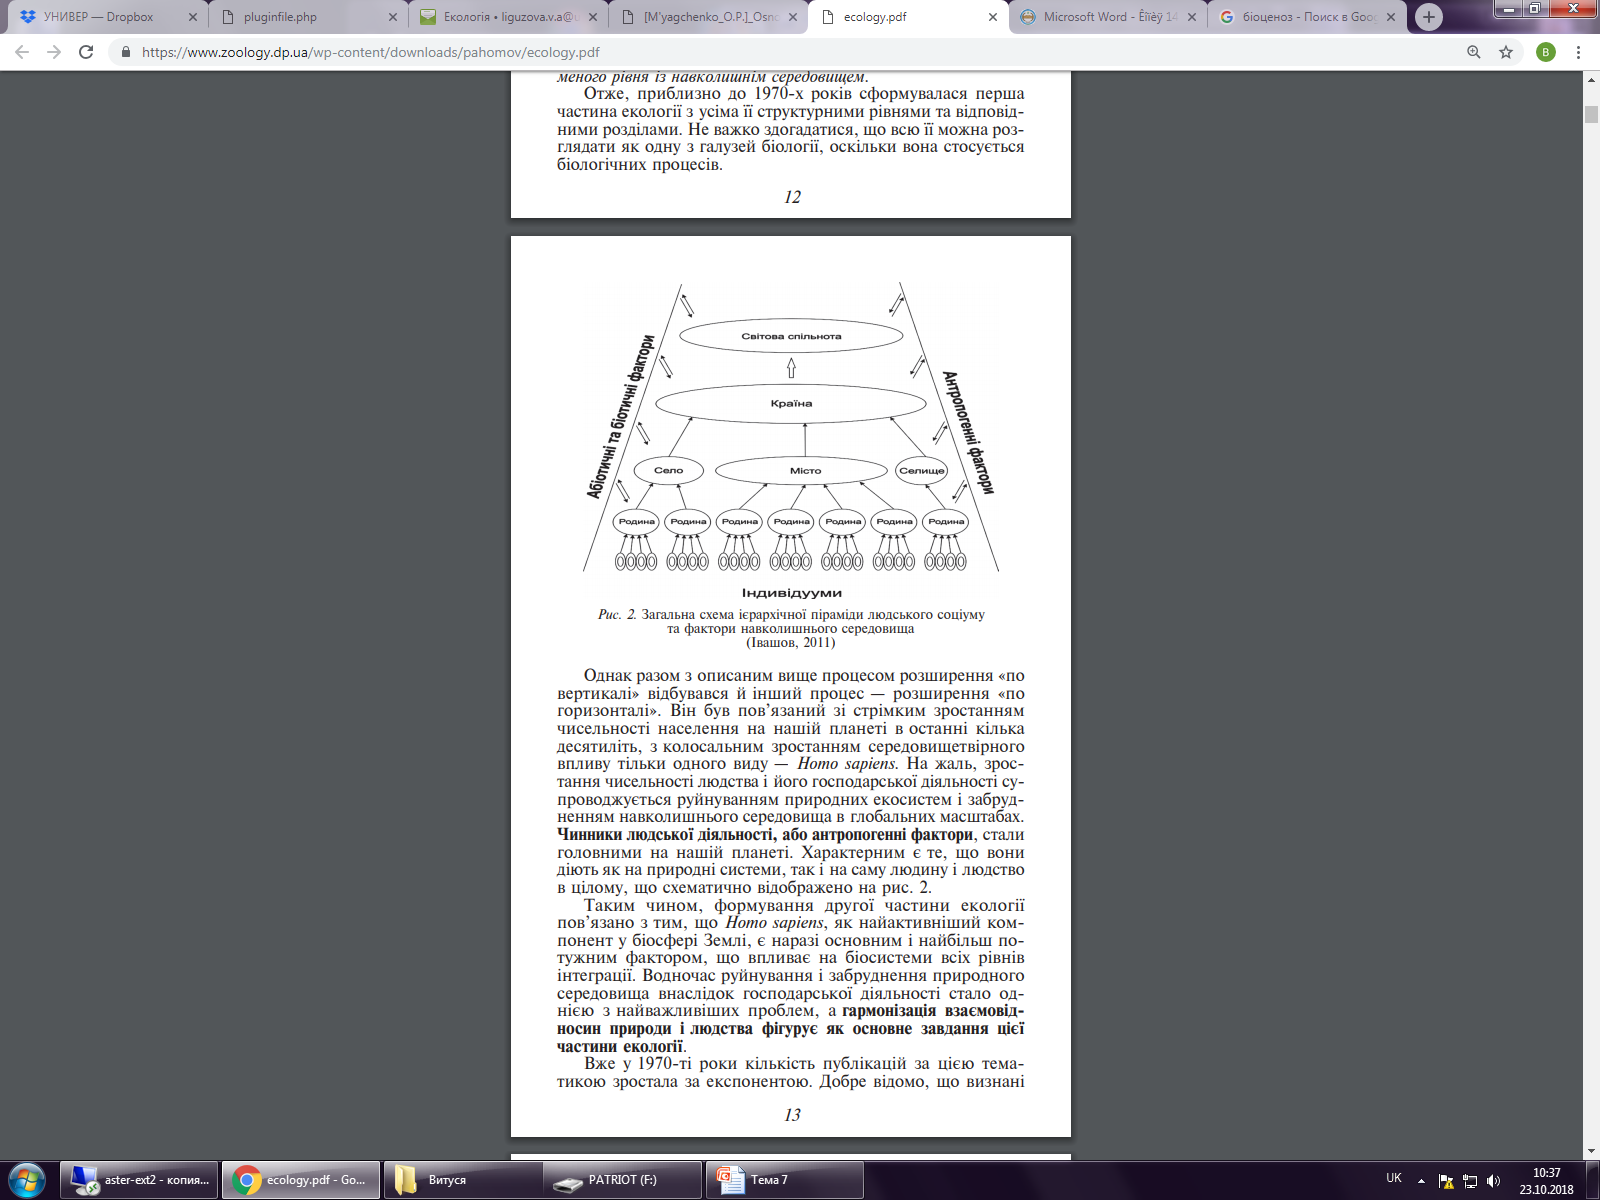 УНИВЕР — Dropbox
pluginfile.php
Екологія • liguzova.v.a@u
[M'yagchenko_O.P.]_Osno
ecology.pdf
Microsoft Word - Êîïèÿ 14
біоценоз - Поиск в Goog
https://www.zoology.dp.ua/wp-content/downloads/pahomov/ecology.pdf
B
меного рівня із навколишнім середовищем.
Отже, приблизно до 1970-х років сформувалася перша
частина екології з усіма її структурними рівнями та відповід-
ними розділами. Не важко здогадатися, що всю її можна роз-
глядати як одну з галузей біології, оскільки вона стосується
біологічних процесів.
12
Абіотичні та біотичні фактори
Антропогенні фактори
Світова спільнота
Країна
Село Місто Селище
Родина Родина Родина Родина Родина Родина Родина
Індивідууми
Рис. 2. Загальна схема ієрархічної піраміди людського соціуму
та фактори навколишнього середовища
(Івашов, 2011)
Однак разом з описаним вище процесом розширення «по
вертикалі» відбувався й інший процес — розширення «по
горизонталі». Він був пов’язаний зі стрімким зростанням
чисельності населення на нашій планеті в останні кілька
десятиліть, з колосальним зростанням середовищетвірного
впливу тільки одного виду — Homo sapiens. На жаль, зрос-
тання чисельності людства і його господарської діяльності су-
проводжується руйнуванням природних екосистем і забруд-
ненням навколишнього середовища в глобальних масштабах.
Чинники людської діяльності, або антропогенні фактори, стали
головними на нашій планеті. Характерним є те, що вони
діють як на природні системи, так і на саму людину і людство
в цілому, що схематично відображено на рис. 2.
Таким чином, формування другої частини екології
пов’язано з тим, що Homo sapiens, як найактивніший ком-
понент у біосфері Землі, є наразі основним і найбільш по-
тужним фактором, що впливає на біосистеми всіх рівнів
інтеграції. Водночас руйнування і забруднення природного
середовища внаслідок господарської діяльності стало од-
нією з найважливіших проблем, а гармонізація взаємовід-
носин природи і людства фігурує як основне завдання цієї
частини екології.
Вже у 1970-ті роки кількість публікацій за цією тема-
тикою зростала за експонентою. Добре відомо, що визнані
13
aster-ext2 - копия...
ecology.pdf - Go...
Витуся
PATRIOT (F:)
Тема 7
UK
10:37
23.10.2018